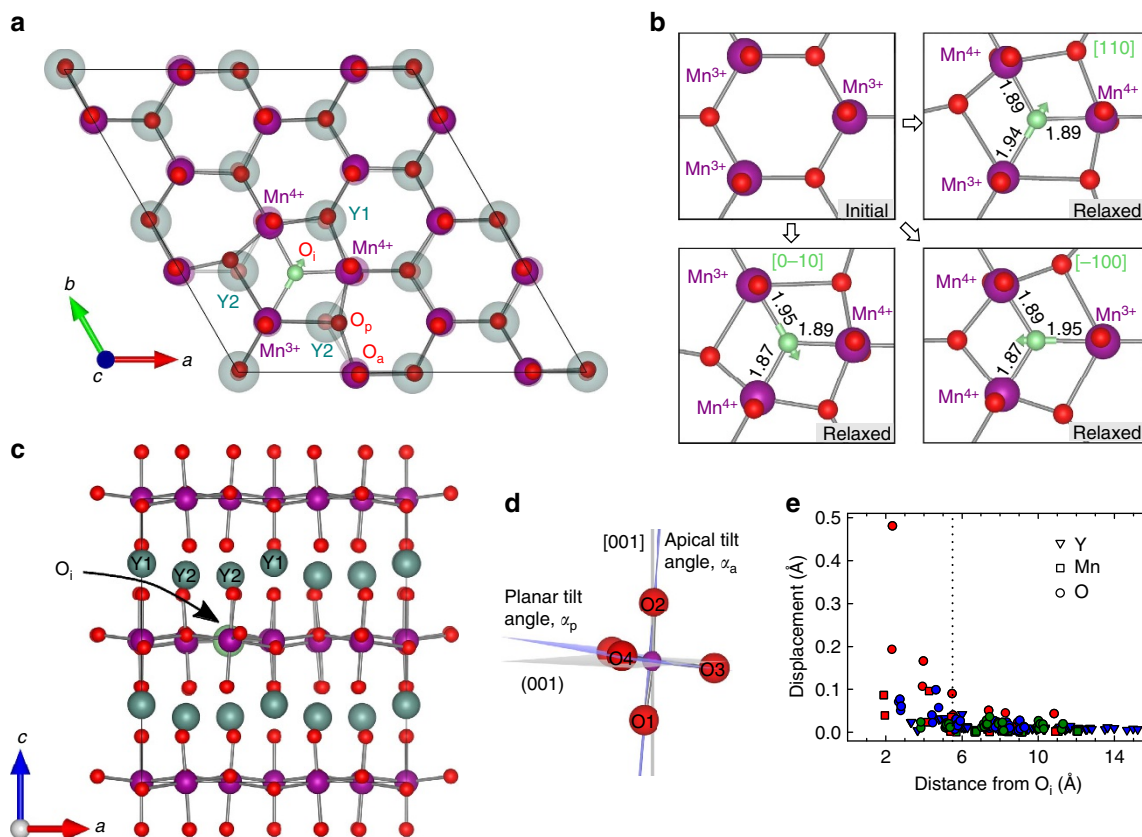 a
Mn4+
Y1
Oi
Mn4+
Y2
Op
Mn3+
Y2
Oa
b
c
a
b
Mn3+
Mn3+
Mn3+
Initial
[110]
Mn4+
Mn4+
1.89
1.94
1.89
Mn3+
Relaxed
[0–10]
Mn3+
1.95
1.89
Mn4+
1.87
Mn4+
Relaxed
[–100]
Mn4+
Mn3+
1.89
1.95
1.87
Mn4+
Relaxed
c
Oi
Y1
Y2
Y2
Y1
c
a
d
[001]
Apical tilt
angle, αa
Planar tilt
angle, αp
(001)
O2
O4
O3
O1
e
Displacement (Å)
0.5
0.4
0.3
0.2
0.1
0.0
Y
Mn
O
2 6 10 14
Distance from Oi (Å)